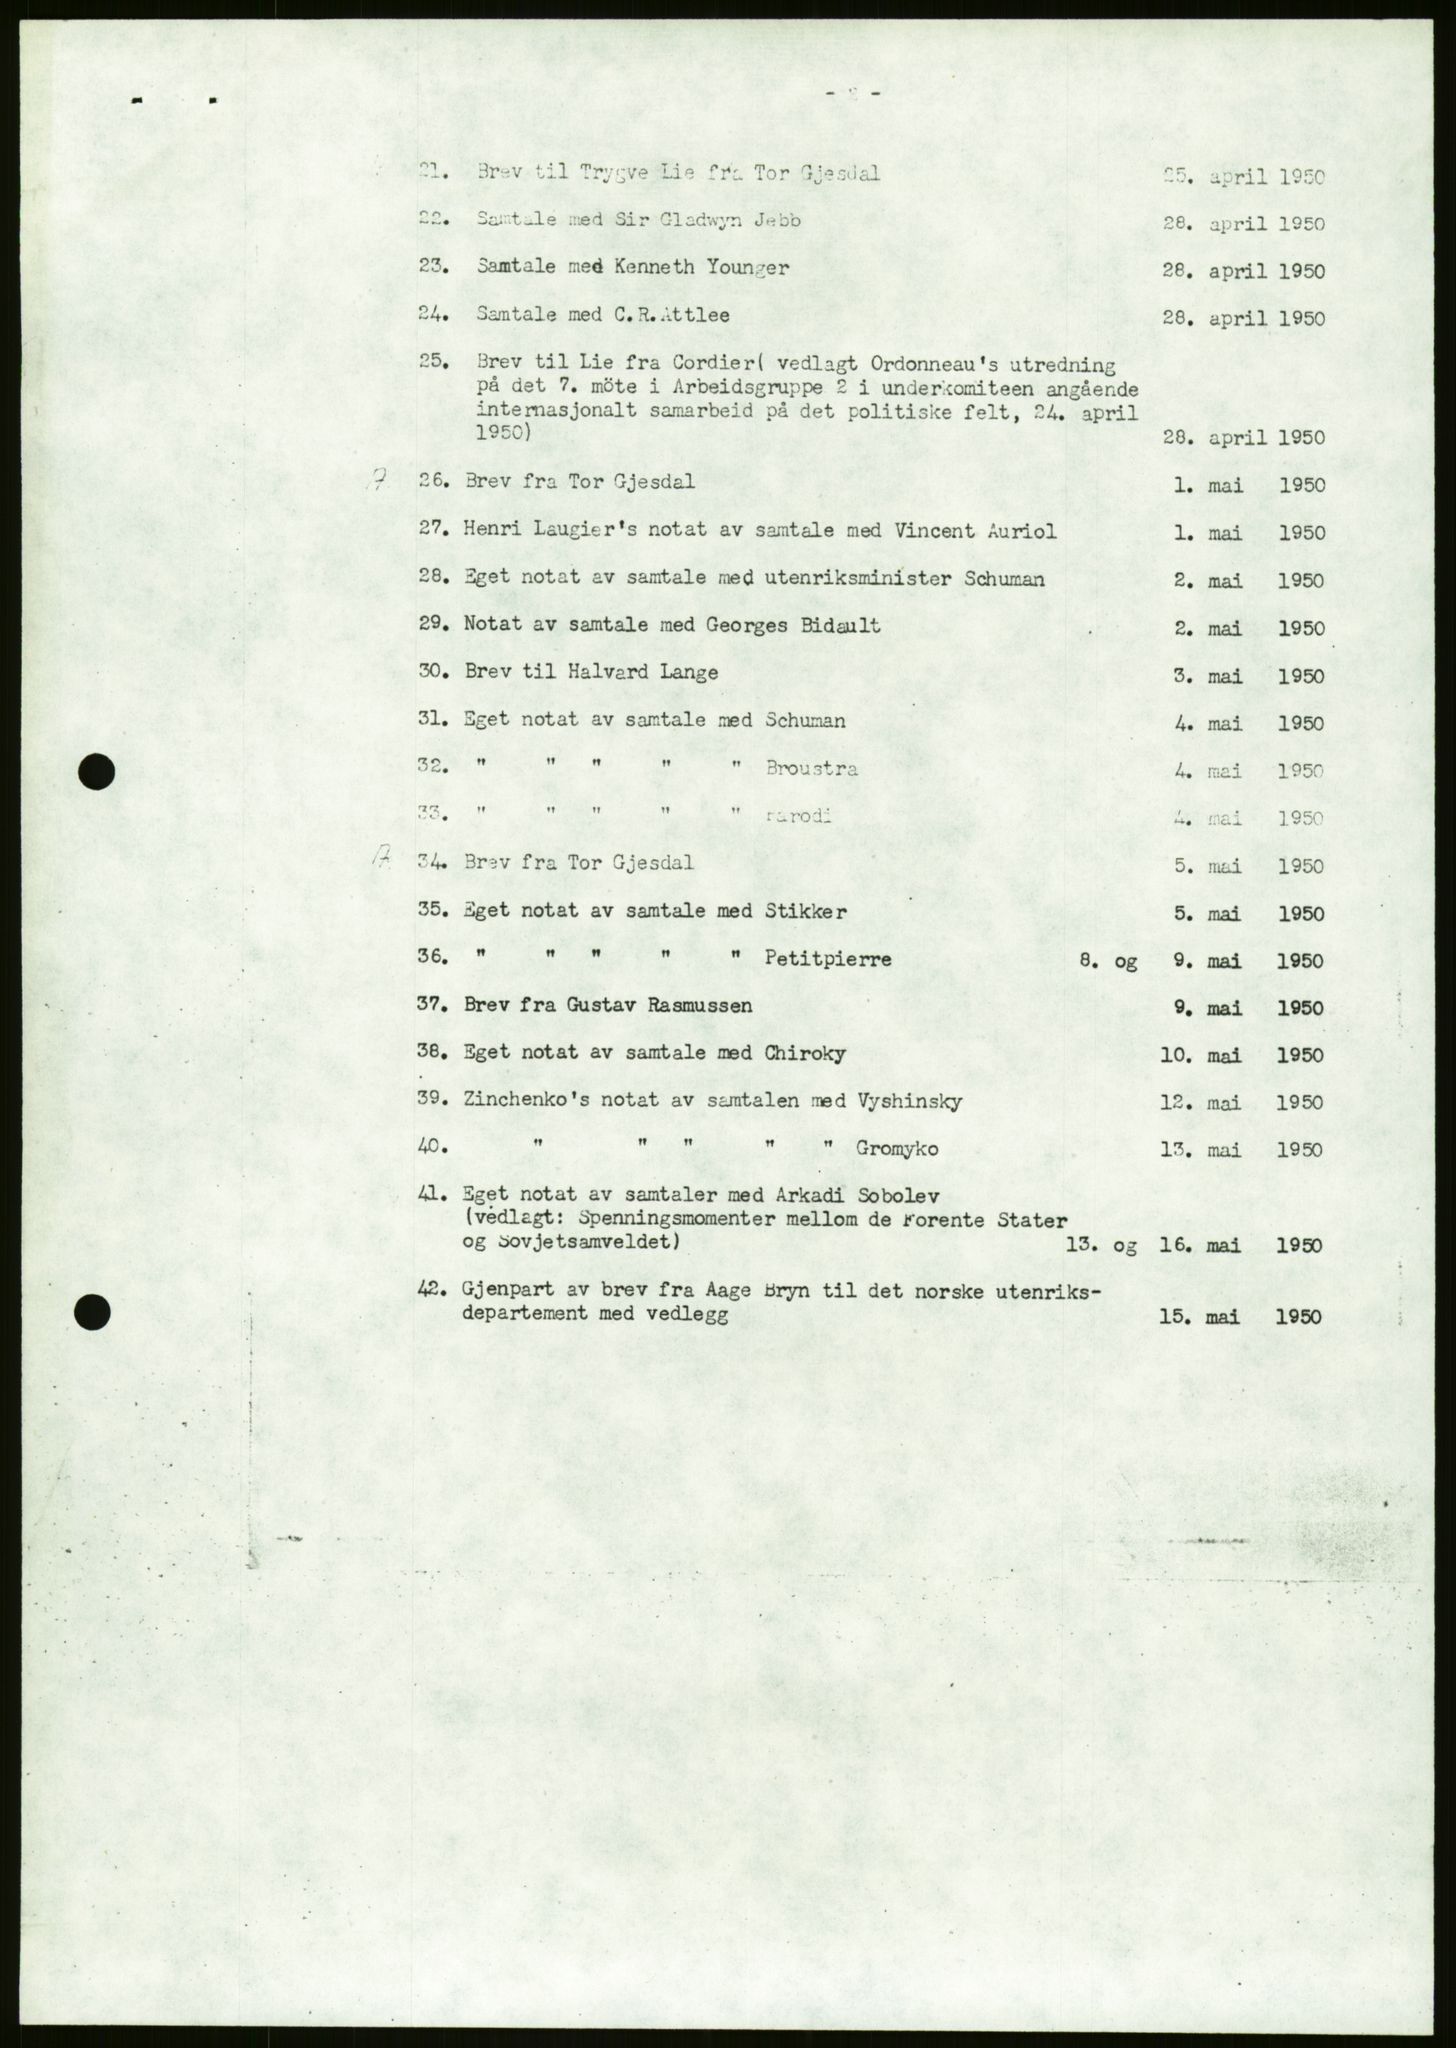 21. Brev til Trygve Lie fra Tor Gjesdal 25. april 1950
22. Samtale med Sir Gladwyn Jebb 28. april 1950
23. Samtale med Kenneth Younger 28. april 1950
24. Samtale med C.R.Attlee 28. april 1950
25. Brev til Lie fra Cordier( vedlagt Ordonneau's utredning
på det 7. möte i Arbeidsgruppe 2 i underkomiteen angående
internasjonalt samarbeid på det politiske felt, 24. april
1950) 28. april 1950
26. Brev fra Tor Gjesdal 1. mai 1950
27. Henri Laugier's notat av samtale med Vincent Auriol 1. mai 1950
28. Eget notat av samtale med utenriksminister Schuman 2. mai 1950
29. Notat av samtale med Georges Bidault 2. mai 1950
30. Brev til Halvard Lange 3. mai 1950
31. Eget notat av samtale med Schuman 4. mai 1950
32. " " " " " Broustra 4. mai 1950
33. " " " " " Parodi 4. mai 1950
34. Brev fra Tor Gjesdal 5. mai 1950
35. Eget notat av samtale med Stikker 5. mai 1950
36. " " " " " Petitpierre 8. og 9. mai 1950
37. Brev fra Gustav Rasmussen 9. mai 1950
38. Eget notat av samtale med Chiroky 10. mai 1950
39. Zinchenko's notat av samtalen med Vyshinsky 12. mai 1950
40. " " " " " Gromyko 13. mai 1950
41. Eget notat av samtaler med Arkadi Sobolev
(vedlagt: Spenningsmomenter mellom de Forente Stater
og Sovjetsamveldet) 13. og 16. mai 1950
42. Gjenpart av brev fra Aage Bryn til det norske utenriks-
departement med vedlegg 15. mai 1950